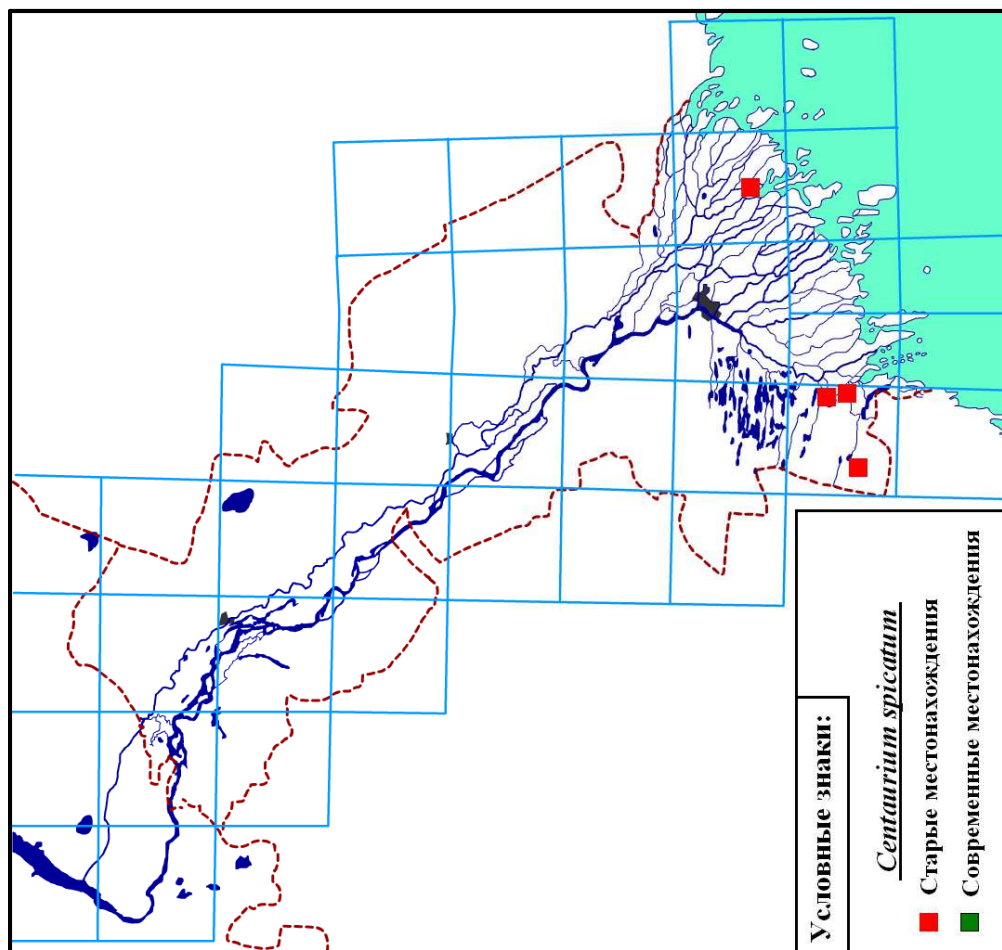 Условные знаки:
Centaurium spicatum
Старые местонахождения
Современные местонахождения